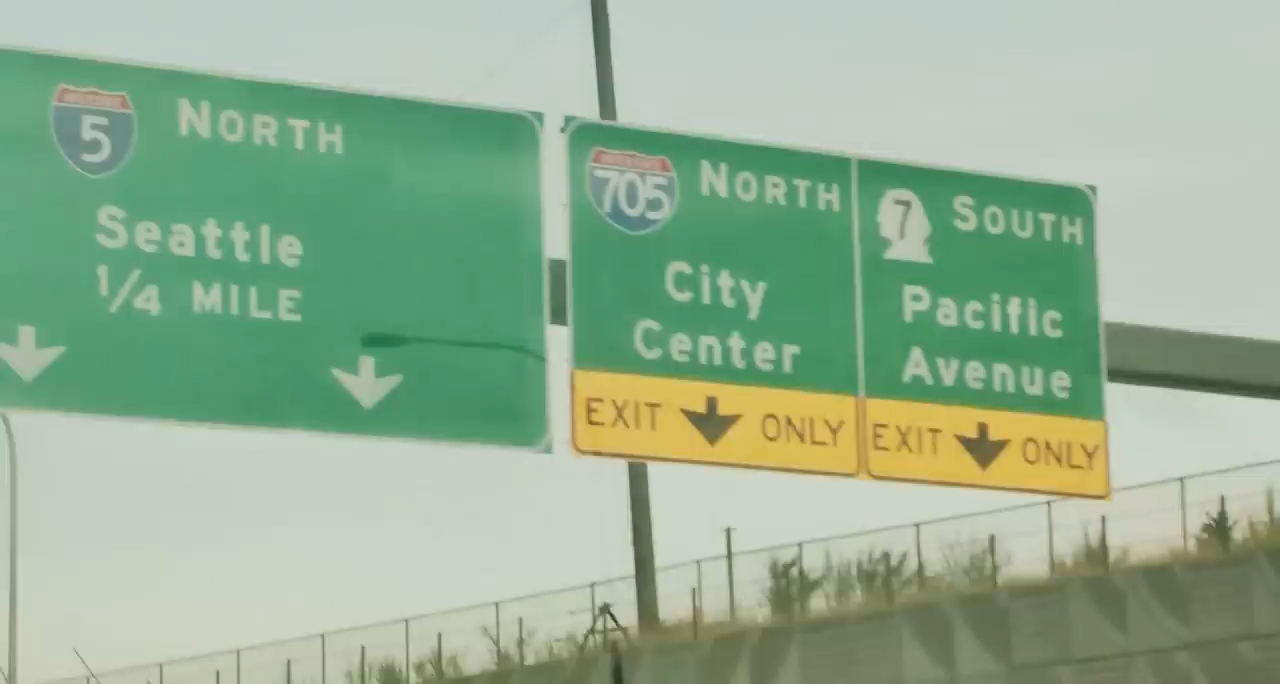 5 NORTH
Seattle
1/4 MILE
705 NORTH
City
Center
EXIT ONLY
7 SOUTH
Pacific
Avenue
EXIT ONLY